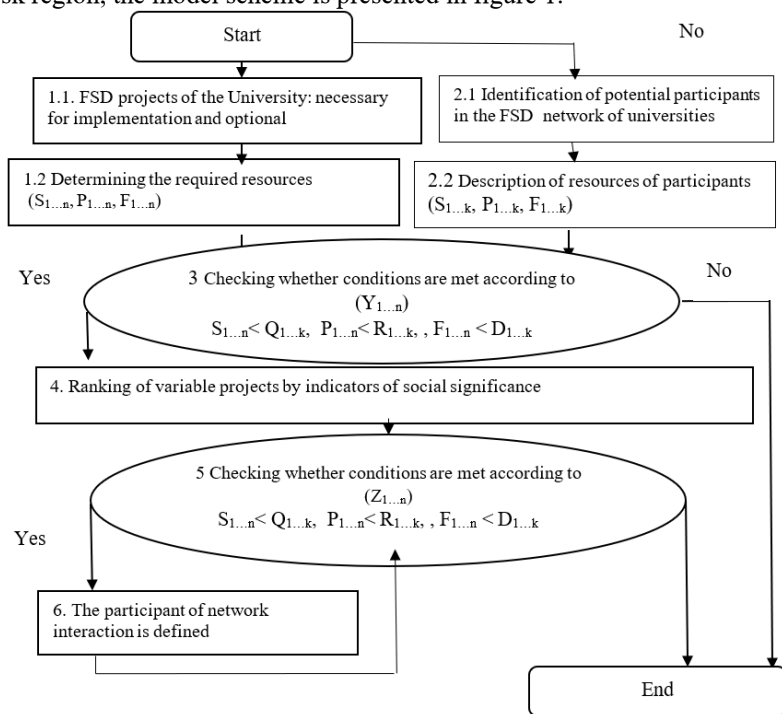 sk region, the model scheme is presented in figure 1.
Start
No
1.1. FSD projects of the University: necessary
for implementation and optional
2.1 Identification of potential participants
in the FSD network of universities
1.2 Determining the required resources
(S1...n, P1...n, F1...n)
2.2 Description of resources of participants
(S1...k, P1...k, F1...k)
Yes
3 Checking whether conditions are met according to
(Y1...n)
S1...n< Q1...k, P1...n< R1...k, , F1...n < D1...k
No
4. Ranking of variable projects by indicators of social significance
5 Checking whether conditions are met according to
(Z1...n)
S1...n< Q1...k, P1...n< R1...k, , F1...n < D1...k
Yes
6. The participant of network
interaction is defined
End